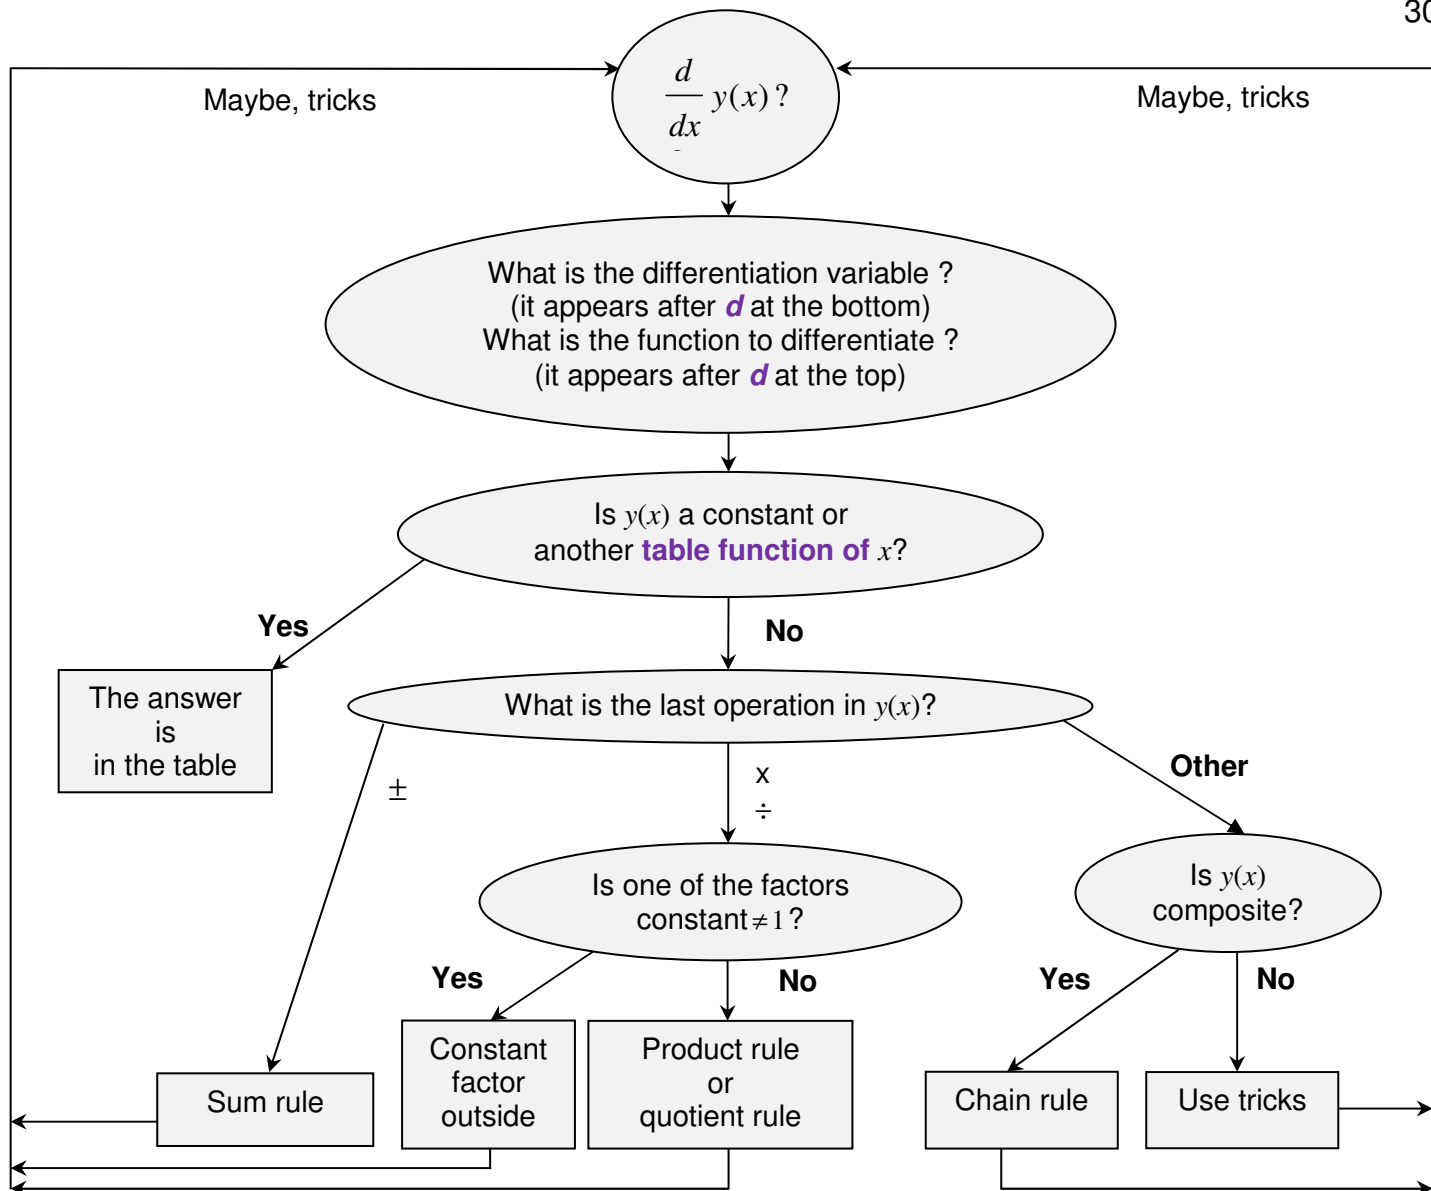 30
d
dx
y(x) ?
Maybe, tricks
Maybe, tricks
What is the differentiation variable ?
(it appears after d at the bottom)
What is the function to differentiate ?
(it appears after d at the top)
Is y(x) a constant or
another table function of x?
Yes
No
The answer
is
in the table
What is the last operation in y(x)?
±
x
÷
Other
Is one of the factors
constant ≠ 1 ?
Is y(x)
composite?
Yes
No
Yes
No
Sum rule
Constant
factor
outside
Product rule
or
quotient rule
Chain rule
Use tricks